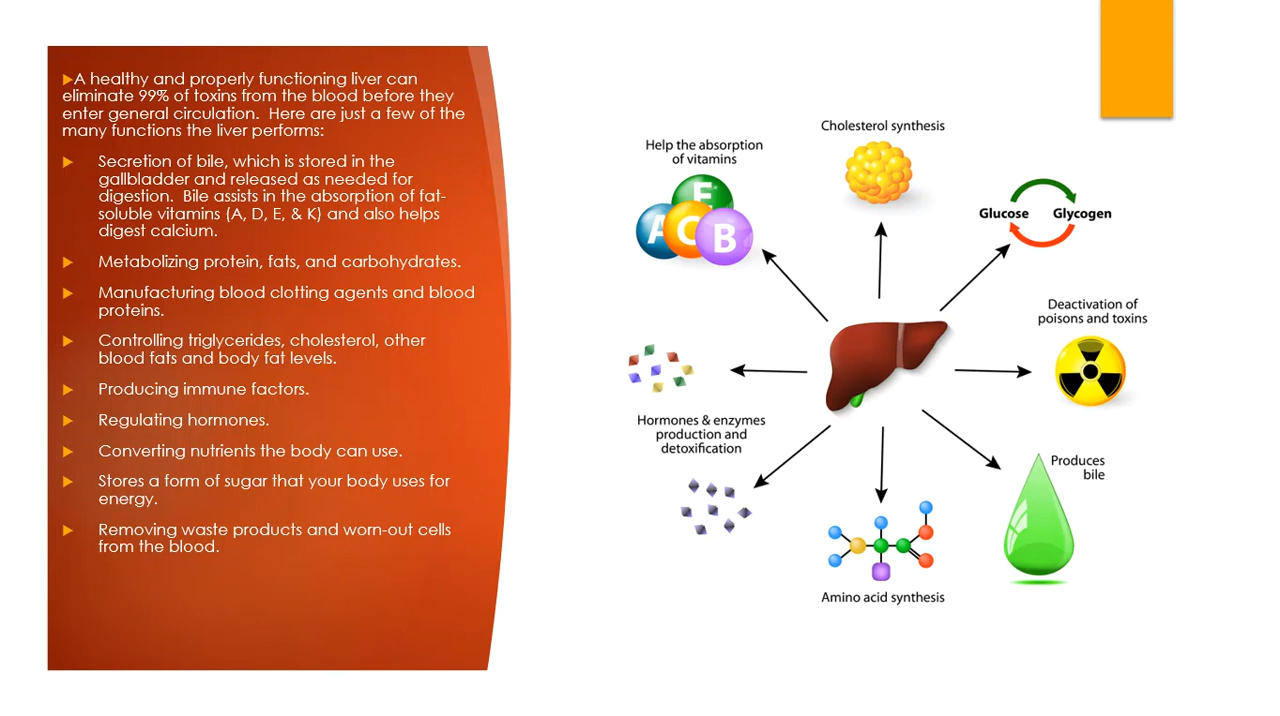 ▶A healthy and properly functioning liver can
eliminate 99% of toxins from the blood before they
enter general circulation.  Here are just a few of the
many functions the liver performs:
▶ Secretion of bile, which is stored in the
gallbladder and released as needed for
digestion.  Bile assists in the absorption of fat-
soluble vitamins (A, D, E, & K) and also helps
digest calcium.
▶ Metabolizing protein, fats, and carbohydrates.
▶ Manufacturing blood clotting agents and blood
proteins.
▶ Controlling triglycerides, cholesterol, other
blood fats and body fat levels.
▶ Producing immune factors.
▶ Regulating hormones.
▶ Converting nutrients the body can use.
▶ Stores a form of sugar that your body uses for
energy.
▶ Removing waste products and worn-out cells
from the blood.
Cholesterol synthesis
Help the absorption
of vitamins
E
A C B
Glucose Glycogen
Deactivation of
poisons and toxins
Hormones & enzymes
production and
detoxification
Produces
bile
Amino acid synthesis